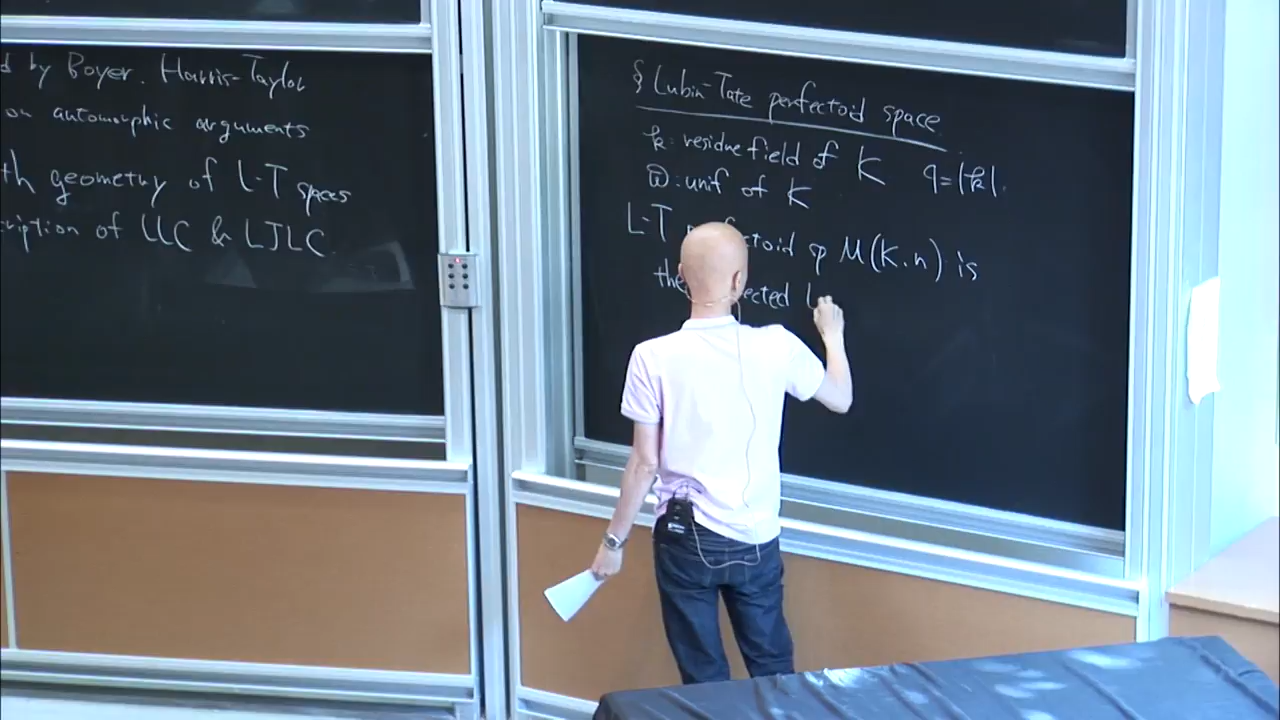 d by Boyer. Harris-Taylor
on automorphic arguments
th geometry of L-T spaces
ription of LLC & LJLC.
§ Lubin-Tate perfectoid space
k: residue field of K q=|k|.
ϖ: unif of K
L-T sp M(K.n) is
the